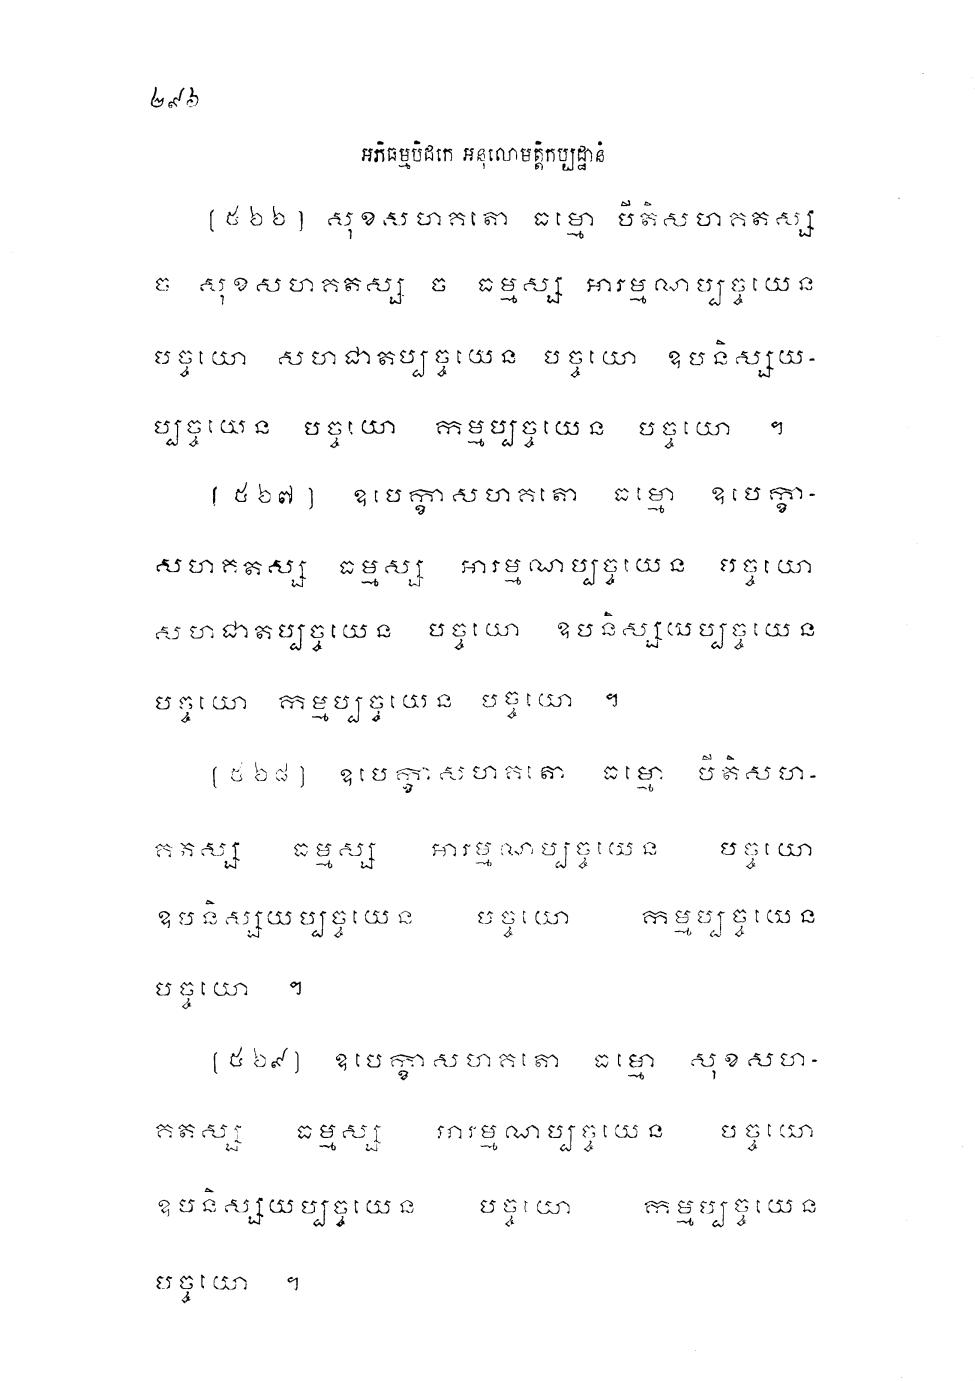 ២៩៦
អភិធម្មបិដកេ អនុលោមត្តិកប្បដ្ឋានំ
[៥៦៦] សុខសហគតោ ធម្មោ បីតិសហគតស្ស
ច សុខសហគតស្ស ច ធម្មស្ស អារម្មណប្បច្ចយេន
បច្ចយោ សហជាតប្បច្ចយេន បច្ចយោ ឧបនិស្សយ-
ប្បច្ចយេន បច្ចយោ កម្មប្បច្ចយេន បច្ចយោ ។
[៥៦៧] ឧបេក្ខាសហគតោ ធម្មោ ឧបេក្ខា-
សហគតស្ស ធម្មស្ស អារម្មណប្បច្ចយេន បច្ចយោ
សហជាតប្បច្ចយេន បច្ចយោ ឧបនិស្សយប្បច្ចយេន
បច្ចយោ កម្មប្បច្ចយេន បច្ចយោ ។
[៥៦៨] ឧបេក្ខាសហគតោ ធម្មោ បីតិសហ-
គតស្ស ធម្មស្ស អារម្មណប្បច្ចយេន បច្ចយោ
ឧបនិស្សយប្បច្ចយេន បច្ចយោ កម្មប្បច្ចយេន
បច្ចយោ ។
[៥៦៩] ឧបេក្ខាសហគតោ ធម្មោ សុខសហ-
គតស្ស ធម្មស្ស អារម្មណប្បច្ចយេន បច្ចយោ
ឧបនិស្សយប្បច្ចយេន បច្ចយោ កម្មប្បច្ចយេន
បច្ចយោ ។